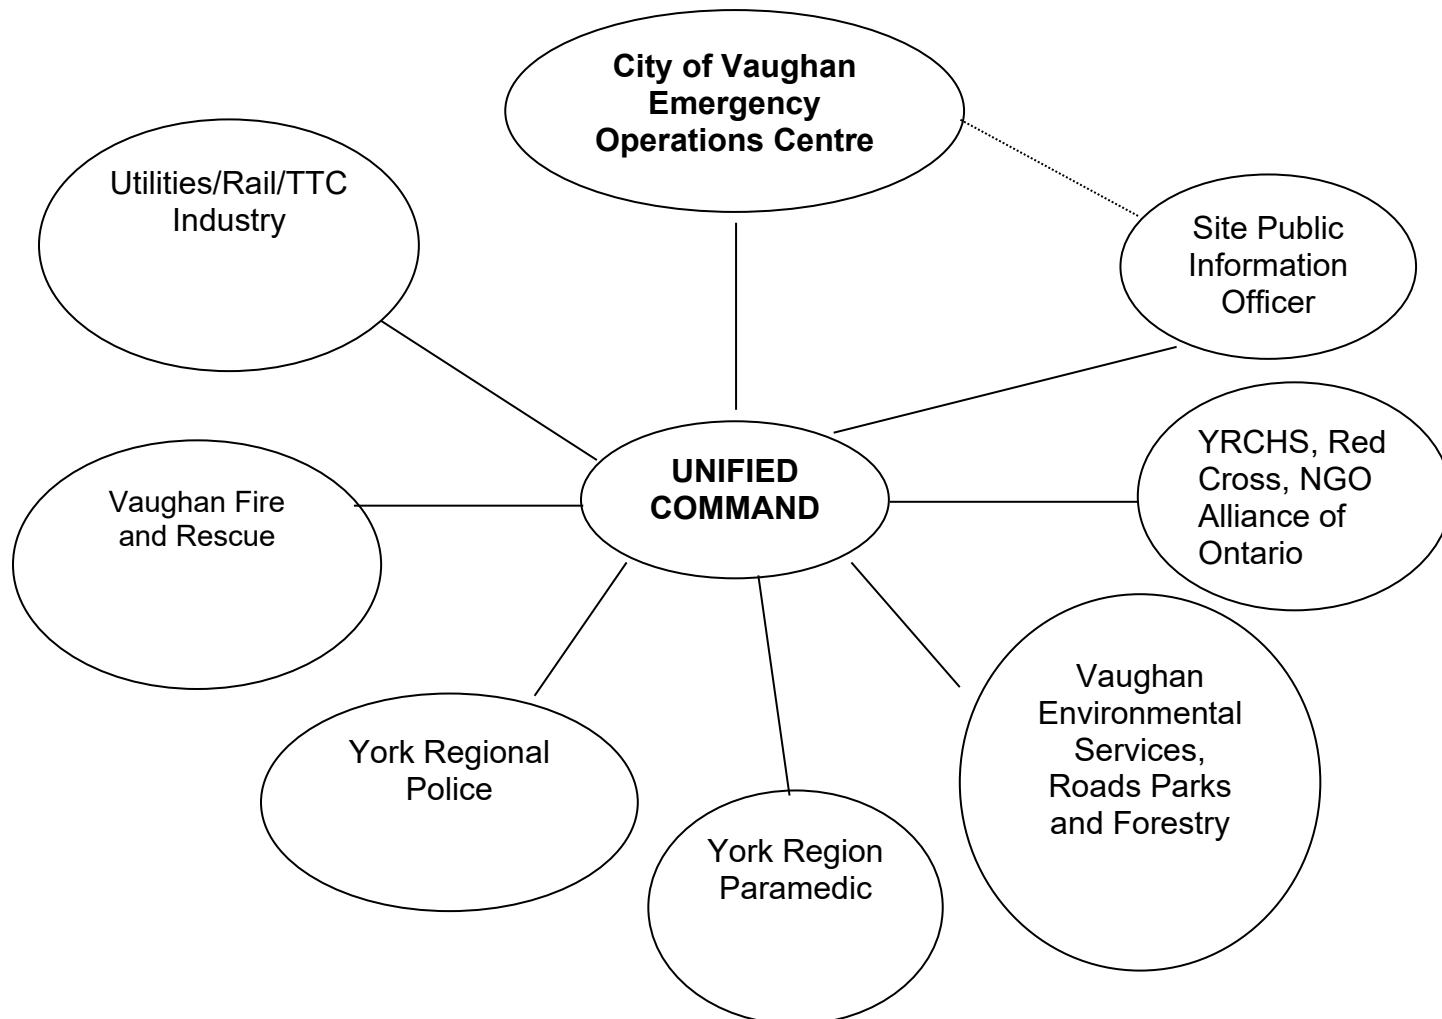 City of Vaughan
Emergency
Operations Centre
Utilities/Rail/TTC
Industry
Site Public
Information
Officer
UNIFIED
COMMAND
YRCHS, Red
Cross, NGO
Alliance of
Ontario
Vaughan Fire
and Rescue
Vaughan
Environmental
Services,
Roads Parks
and Forestry
York Regional
Police
York Region
Paramedic